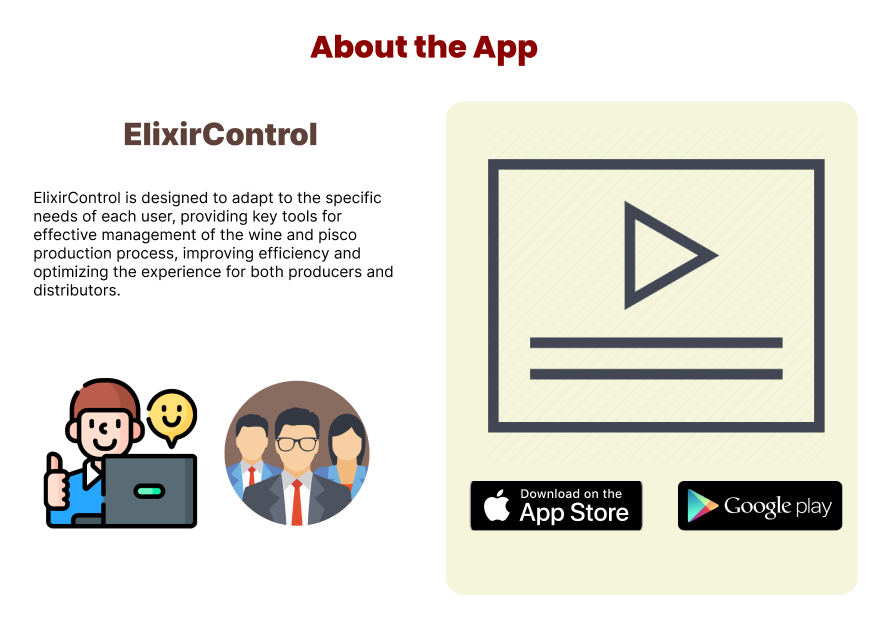 About the App
ElixirControl
ElixirControl is designed to adapt to the specific
needs of each user, providing key tools for
effective management of the wine and pisco
production process, improving efficiency and
optimizing the experience for both producers and
distributors.
Download on the
App Store
Google play